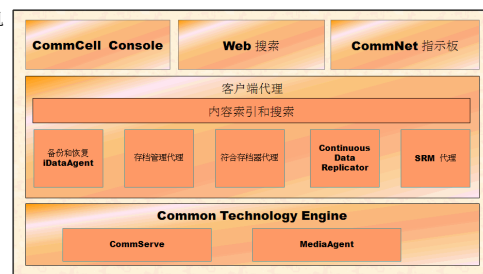 CommCell Console
Web 搜索
CommNet 指示板
客户端代理
内容索引和搜索
备份和恢复
iDataAgent
存档管理代理
符合存档器代理
Continuous
Data
Replicator
SRM 代理
Common Technology Engine
CommServe
MediaAgent